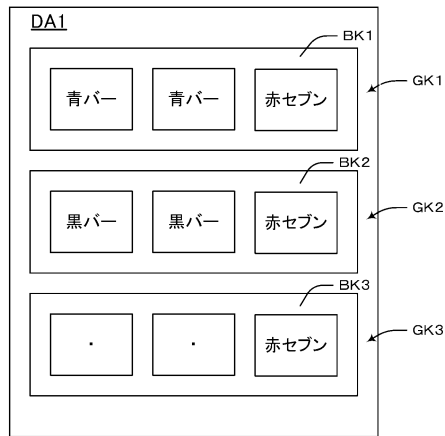 DA1
BK1
青バー 青バー 赤セブン
GK1
BK2
黒バー 黒バー 赤セブン
GK2
BK3
・ ・ 赤セブン
GK3